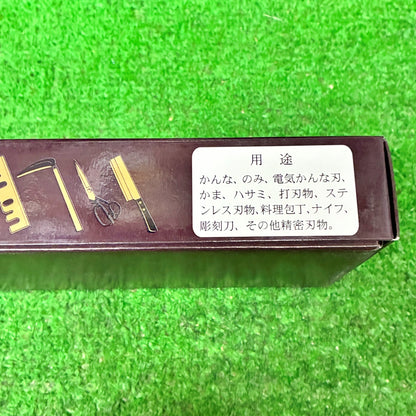 用途
かんな、のみ、電気かんな刃、
かま、ハサミ、打刃物、ステ
ンレス刃物、料理包丁、ナイフ、
彫刻刀、その他精密刃物。